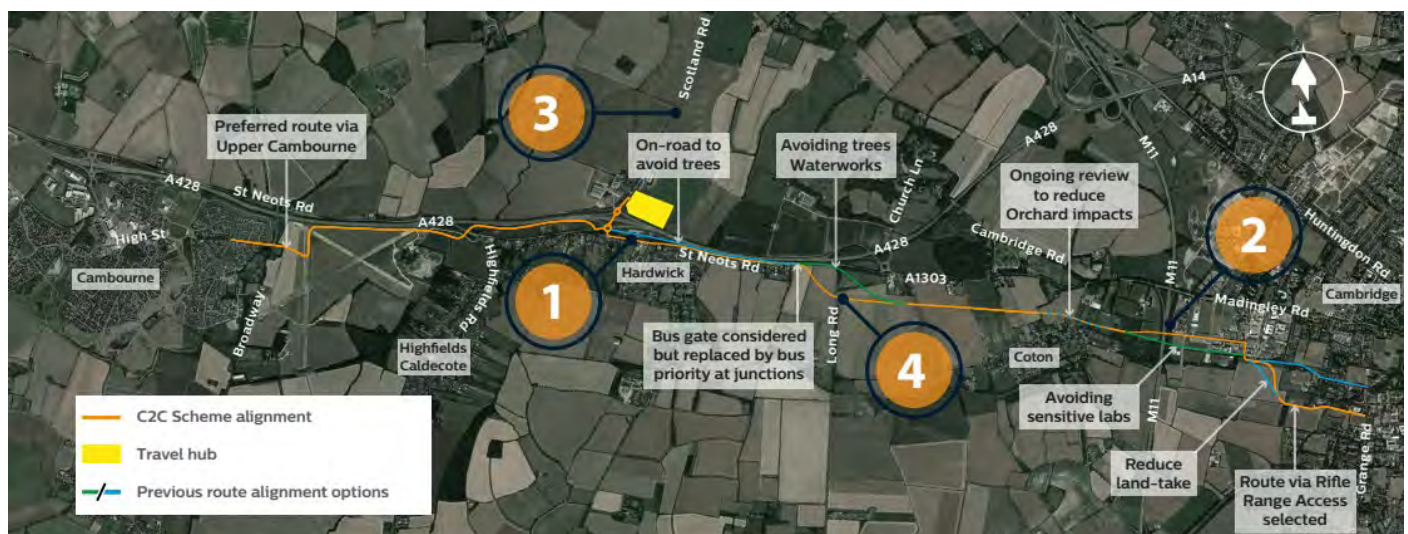 3
Scotland Rd
A14
Preferred route via
Upper Cambourne
On-road to
avoid trees
Avoiding trees
Waterworks
A428
M11
Church Ln
Ongoing review
to reduce
Orchard impacts
2
Huntingdon Rd
A428
St Neots Rd
A428
High St
Cambourne
Broadway
Highfields Rd
Highfields
Caldecote
1
Hardwick
St Neots Rd
A428
Cambridge Rd
A1303
M11
Madingley Rd
Cambridge
Bus gate considered
but replaced by bus
priority at junctions
Long Rd
4
Coton
Avoiding
sensitive labs
M11
Reduce
land-take
Route via Rifle
Range Access
selected
Grange Rd
C2C Scheme alignment
Travel hub
Previous route alignment options